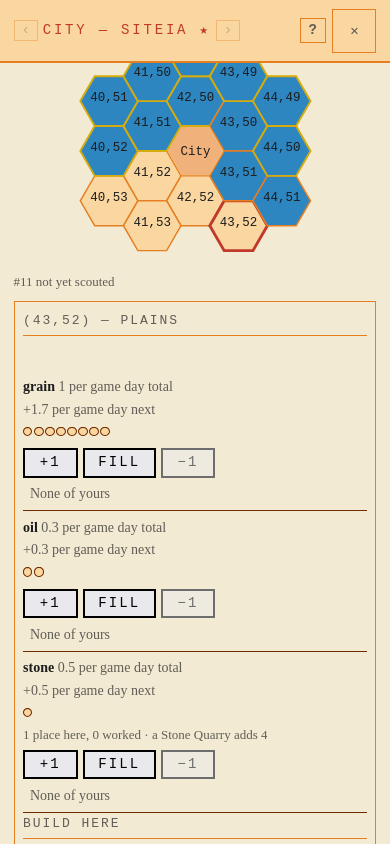 ‹ CITY — SITEIA ★ › ? ×
41,50 43,49
40,51 42,50 44,49
41,51 43,50
40,52 City 44,50
41,52 43,51
40,53 42,52 44,51
41,53 43,52
#11 not yet scouted
(43,52) — PLAINS
grain 1 per game day total
+1.7 per game day next
+1 FILL −1
None of yours
oil 0.3 per game day total
+0.3 per game day next
+1 FILL −1
None of yours
stone 0.5 per game day total
+0.5 per game day next
1 place here, 0 worked · a Stone Quarry adds 4
+1 FILL −1
None of yours
BUILD HERE